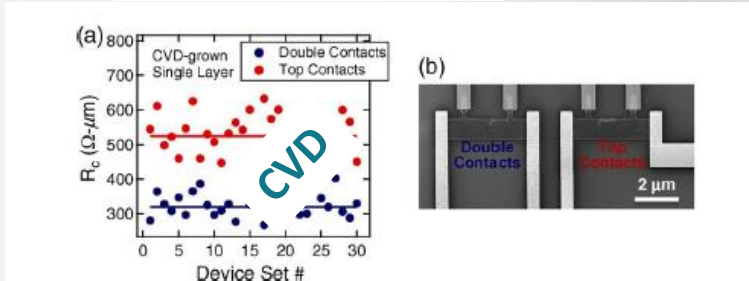 (a)
800
700
600
500
400
300
R_c (Ω-μm)
CVD-grown
Single Layer
Double Contacts
Top Contacts
CVD
0 5 10 15 20 25 30
Device Set #
(b)
Double
Contacts
Top
Contacts
2 μm